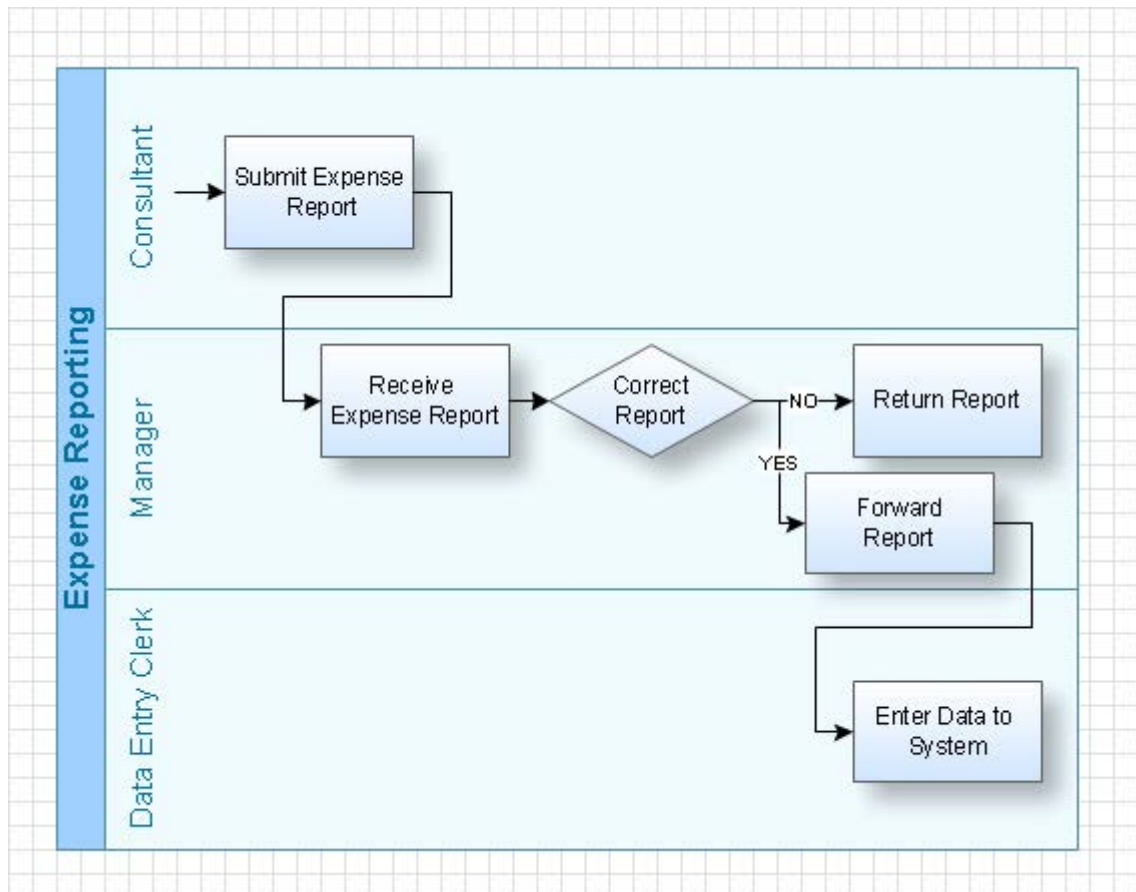 Expense Reporting
Consultant
Submit Expense
Report
Manager
Receive
Expense Report
Correct
Report
NO
Return Report
YES
Forward
Report
Data Entry Clerk
Enter Data to
System